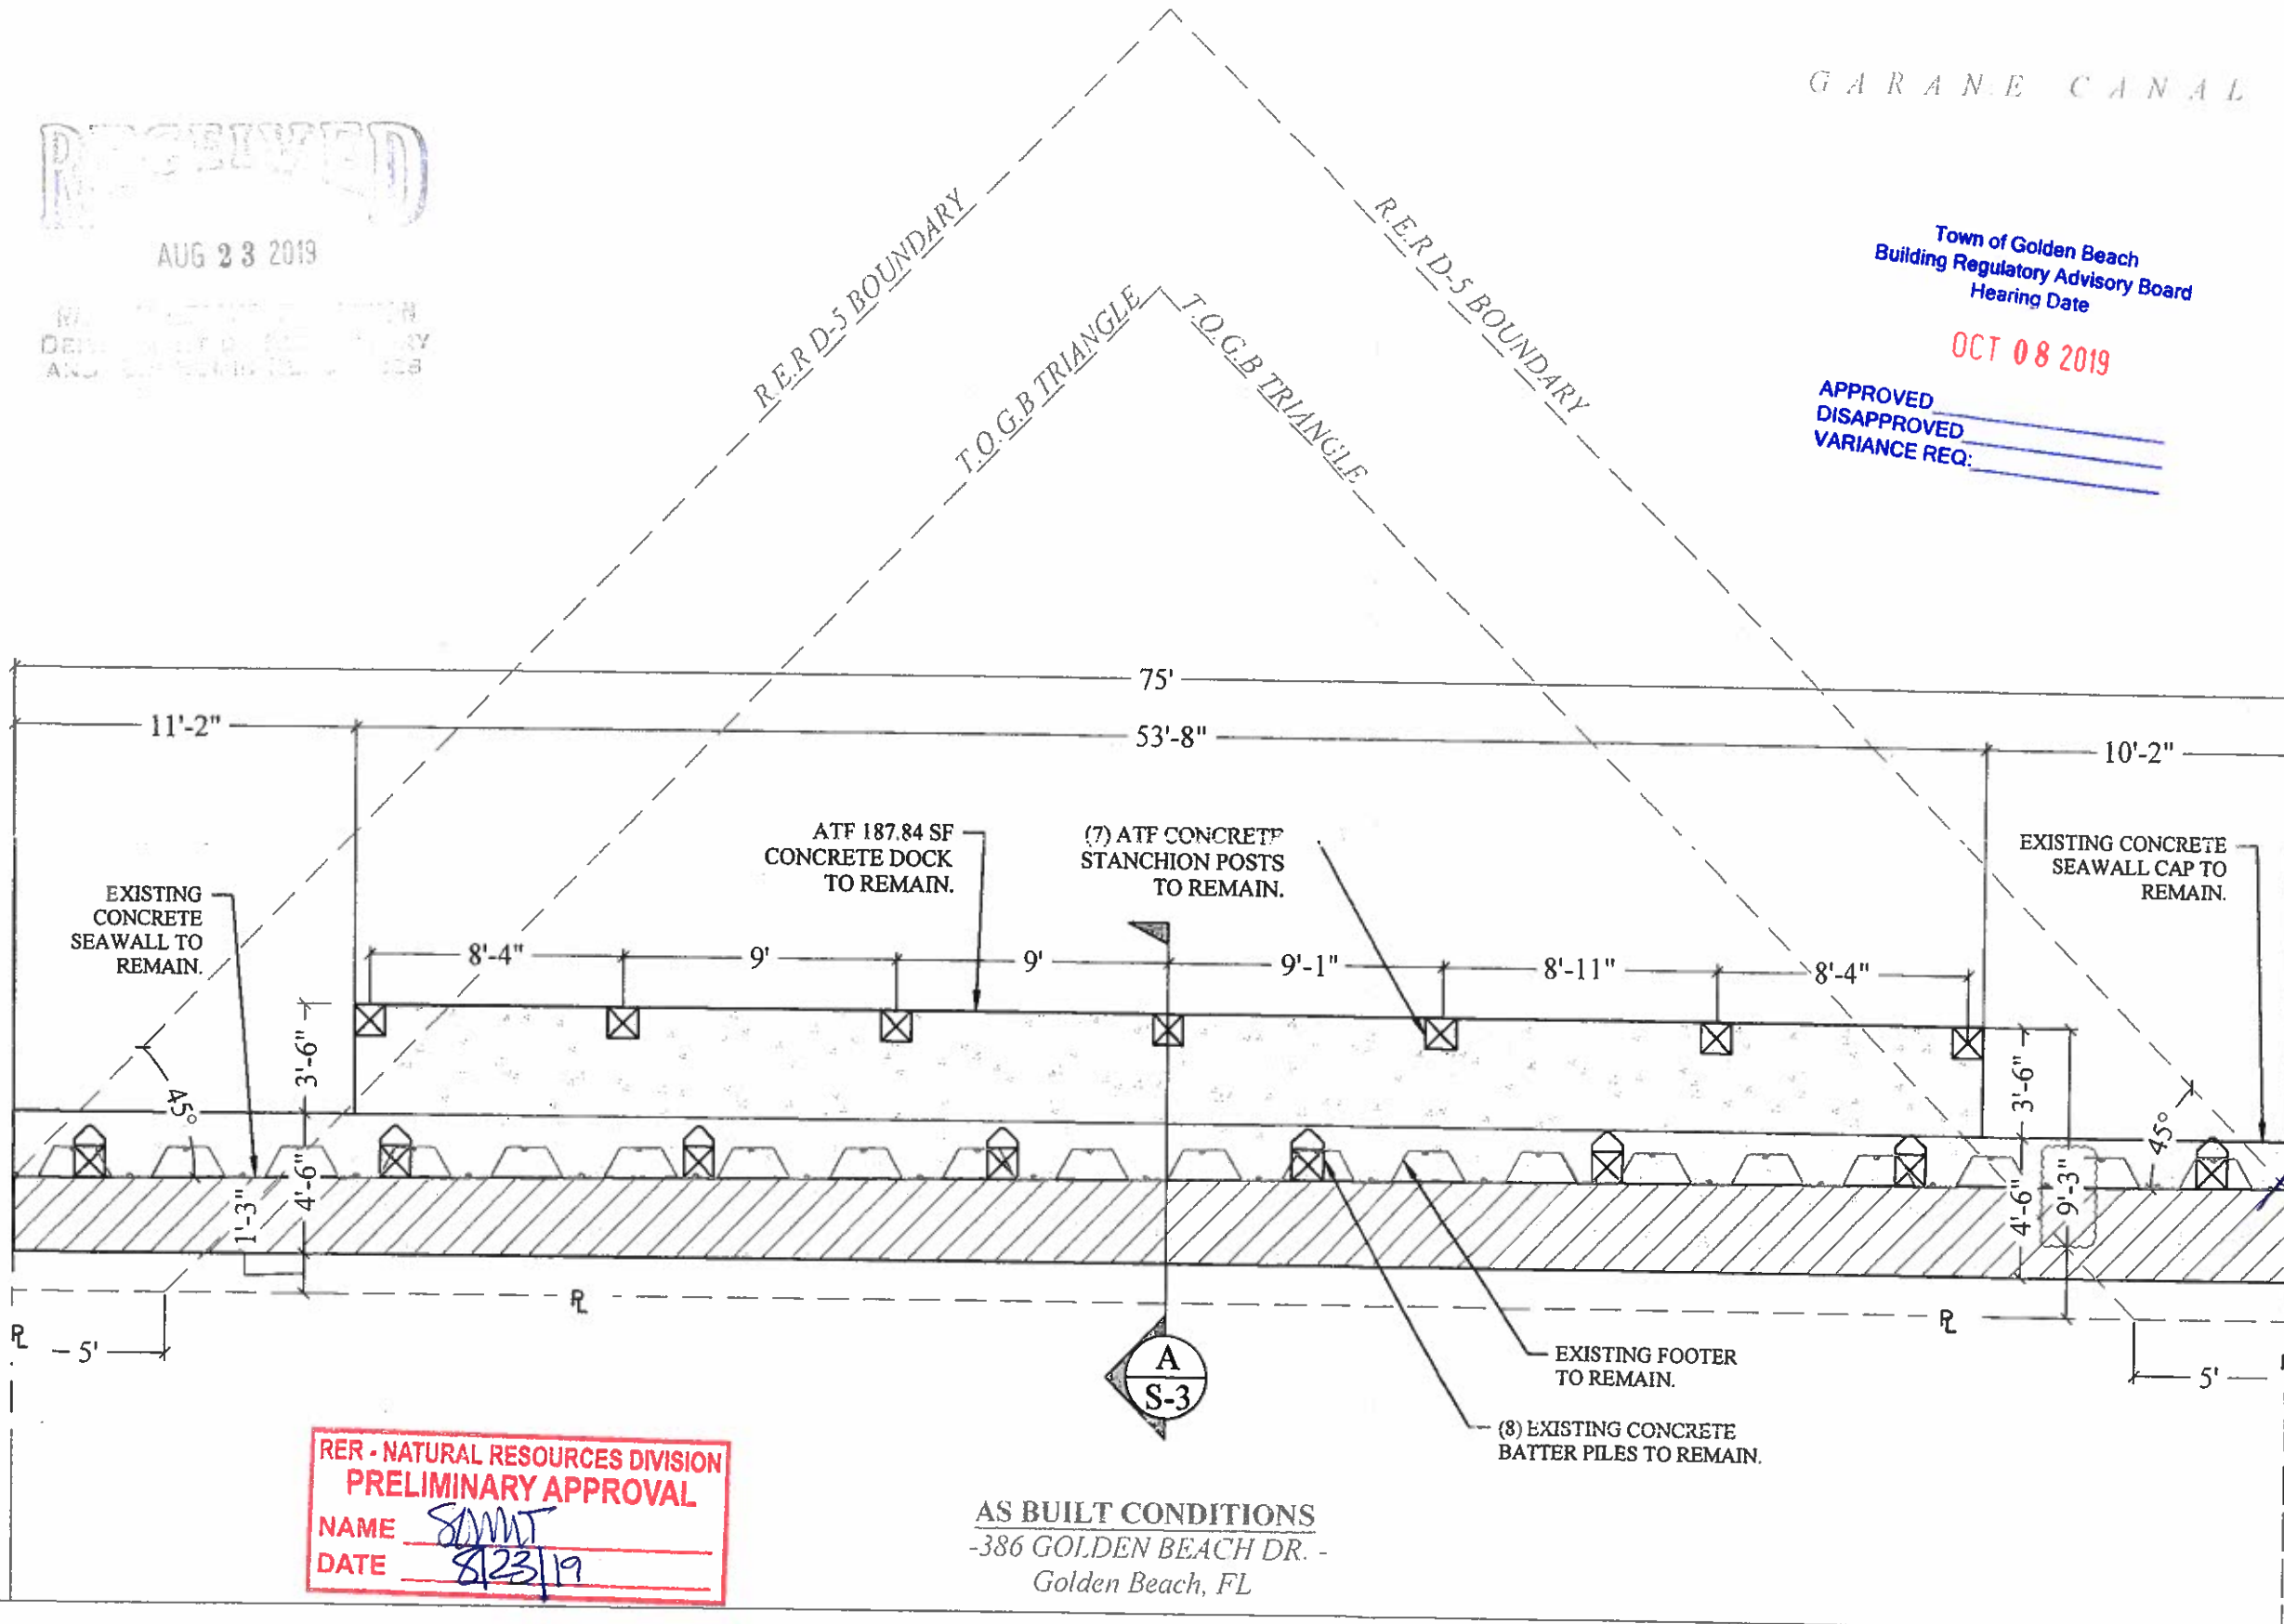 GARANE CANAL
RECEIVED
AUG 23 2019
Town of Golden Beach
Building Regulatory Advisory Board
Hearing Date
OCT 08 2019
APPROVED
DISAPPROVED
VARIANCE REQ:
R.E.R D-5 BOUNDARY
T.O.G.B TRIANGLE
T.O.G.B TRIANGLE
R.E.R D-5 BOUNDARY
75'
11'-2"
53'-8"
10'-2"
ATF 187.84 SF
CONCRETE DOCK
TO REMAIN.
(7) ATF CONCRETE
STANCHION POSTS
TO REMAIN.
EXISTING CONCRETE
SEAWALL CAP TO
REMAIN.
EXISTING
CONCRETE
SEAWALL TO
REMAIN.
8'-4"
9'
9'
9'-1"
8'-11"
8'-4"
3'-6"
3'-6"
45°
45°
1'-3"
4'-6"
4'-6"
9'-3"
PL
PL
PL
5'
5'
A
S-3
EXISTING FOOTER
TO REMAIN.
(8) EXISTING CONCRETE
BATTER PILES TO REMAIN.
RER - NATURAL RESOURCES DIVISION
PRELIMINARY APPROVAL
NAME
DATE 8/23/19
AS BUILT CONDITIONS
-386 GOLDEN BEACH DR. -
Golden Beach, FL